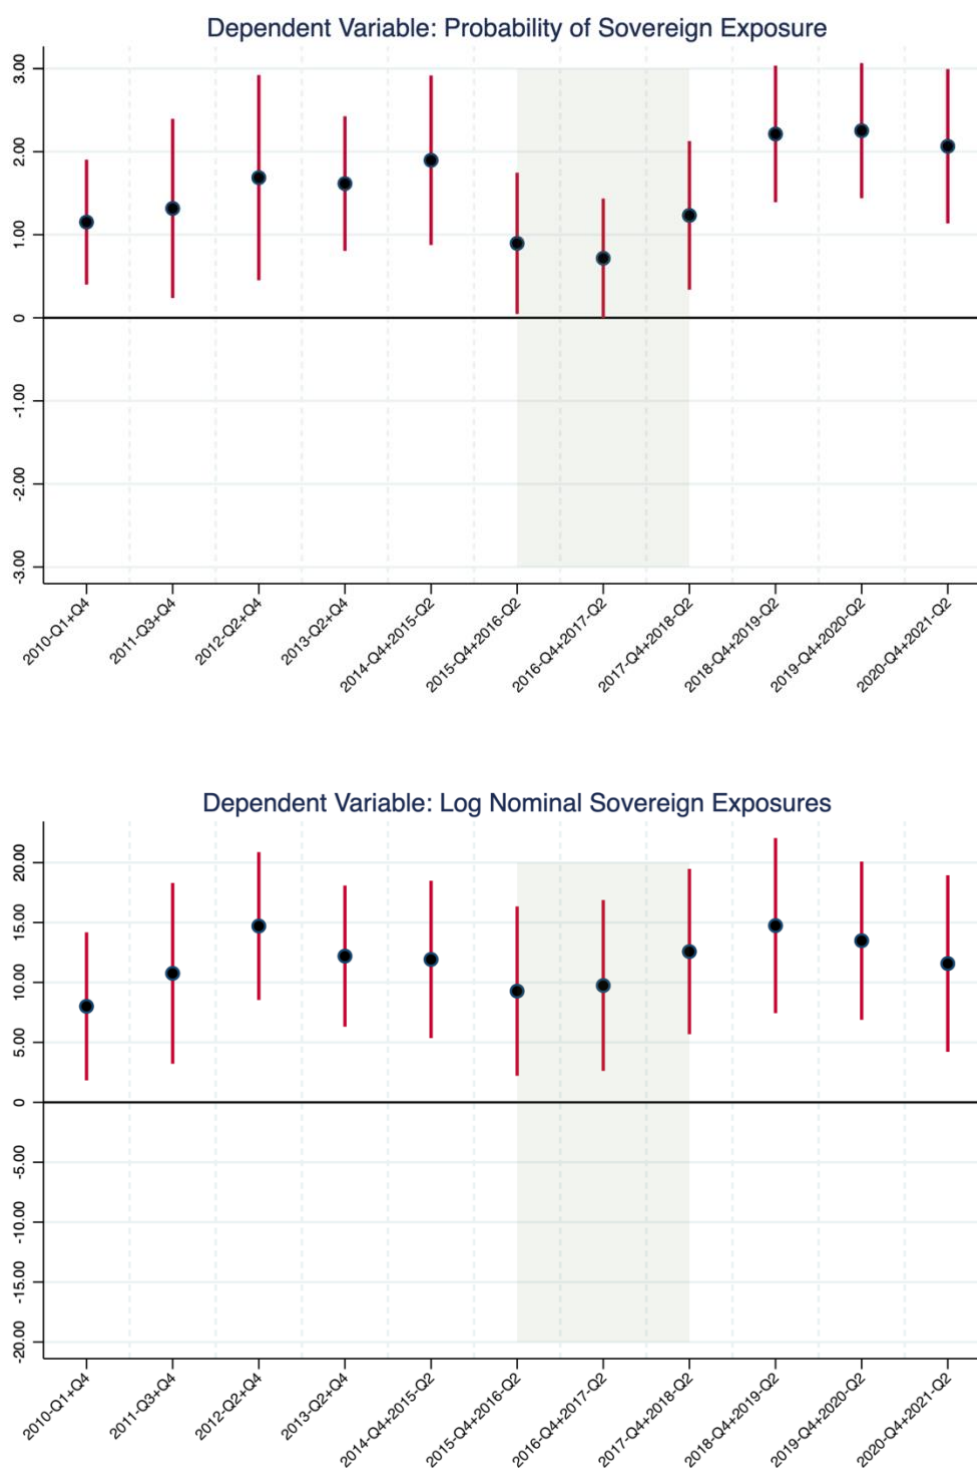 Dependent Variable: Probability of Sovereign Exposure
3.00
2.00
1.00
0
-1.00
-2.00
-3.00
2010-Q1+Q4
2011-Q3+Q4
2012-Q2+Q4
2013-Q2+Q4
2014-Q4+2015-Q2
2015-Q4+2016-Q2
2016-Q4+2017-Q2
2017-Q4+2018-Q2
2018-Q4+2019-Q2
2019-Q4+2020-Q2
2020-Q4+2021-Q2
Dependent Variable: Log Nominal Sovereign Exposures
20.00
15.00
10.00
5.00
0
-5.00
-10.00
-15.00
-20.00
2010-Q1+Q4
2011-Q3+Q4
2012-Q2+Q4
2013-Q2+Q4
2014-Q4+2015-Q2
2015-Q4+2016-Q2
2016-Q4+2017-Q2
2017-Q4+2018-Q2
2018-Q4+2019-Q2
2019-Q4+2020-Q2
2020-Q4+2021-Q2